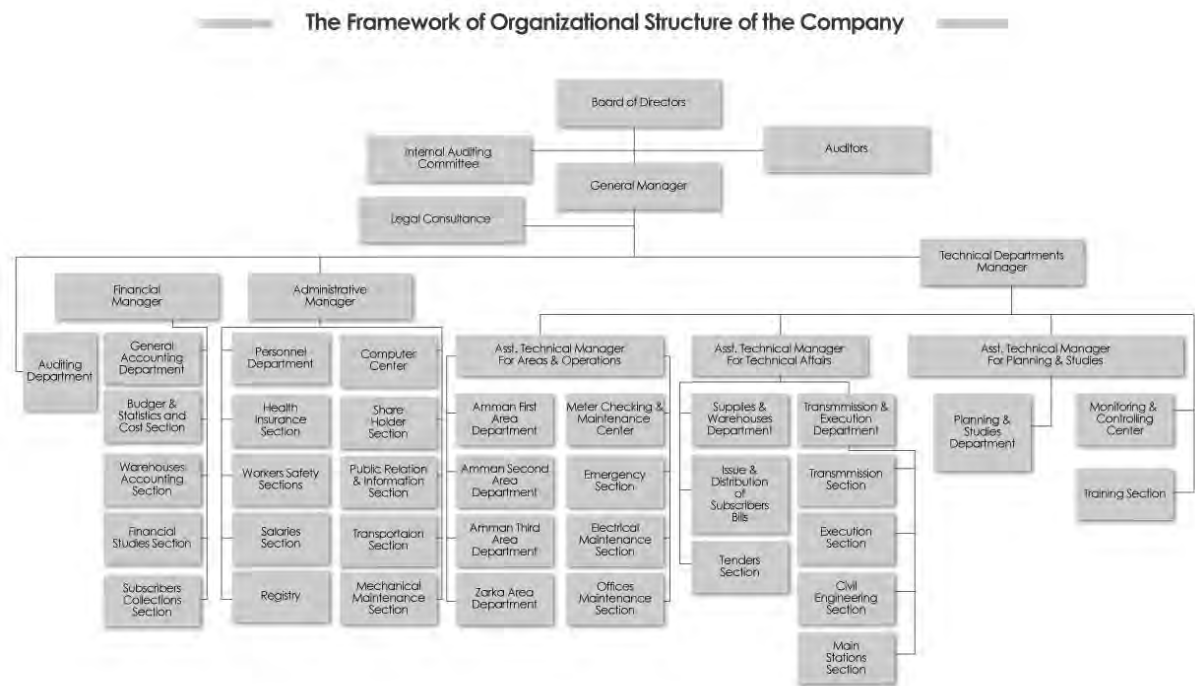 The Framework of Organizational Structure of the Company
Board of Directors
Internal Auditing
Committee
Auditors
General Manager
Legal Consultance
Technical Departments
Manager
Financial
Manager
Administrative
Manager
Auditing
Department
General
Accounting
Department
Budger &
Statistics and
Cost Section
Warehouses
Accounting
Section
Financial
Studies Section
Subscribers
Collections
Section
Personnel
Department
Health
Insurance
Section
Workers Safety
Sections
Salaries
Section
Registry
Computer
Center
Share
Holder
Section
Public Relation
& Information
Section
Transportaion
Section
Mechanical
Maintenance
Section
Asst. Technical Manager
For Areas & Operations
Amman First
Area
Department
Amman Second
Area
Department
Amman Third
Area
Department
Zarka Area
Department
Meter Checking &
Maintenance
Center
Emergency
Section
Electrical
Maintenance
Section
Offices
Maintenance
Section
Asst. Technical Manager
For Technical Affairs
Supplies &
Warehouses
Department
Issue &
Distribution
of
Subscribers
Bills
Tenders
Section
Transmmission &
Execution
Department
Transmmission
Section
Execution
Section
Civil
Engineering
Section
Main
Stations
Section
Asst. Technical Manager
For Planning & Studies
Planning &
Studies
Department
Monitoring &
Controlling
Center
Training Section